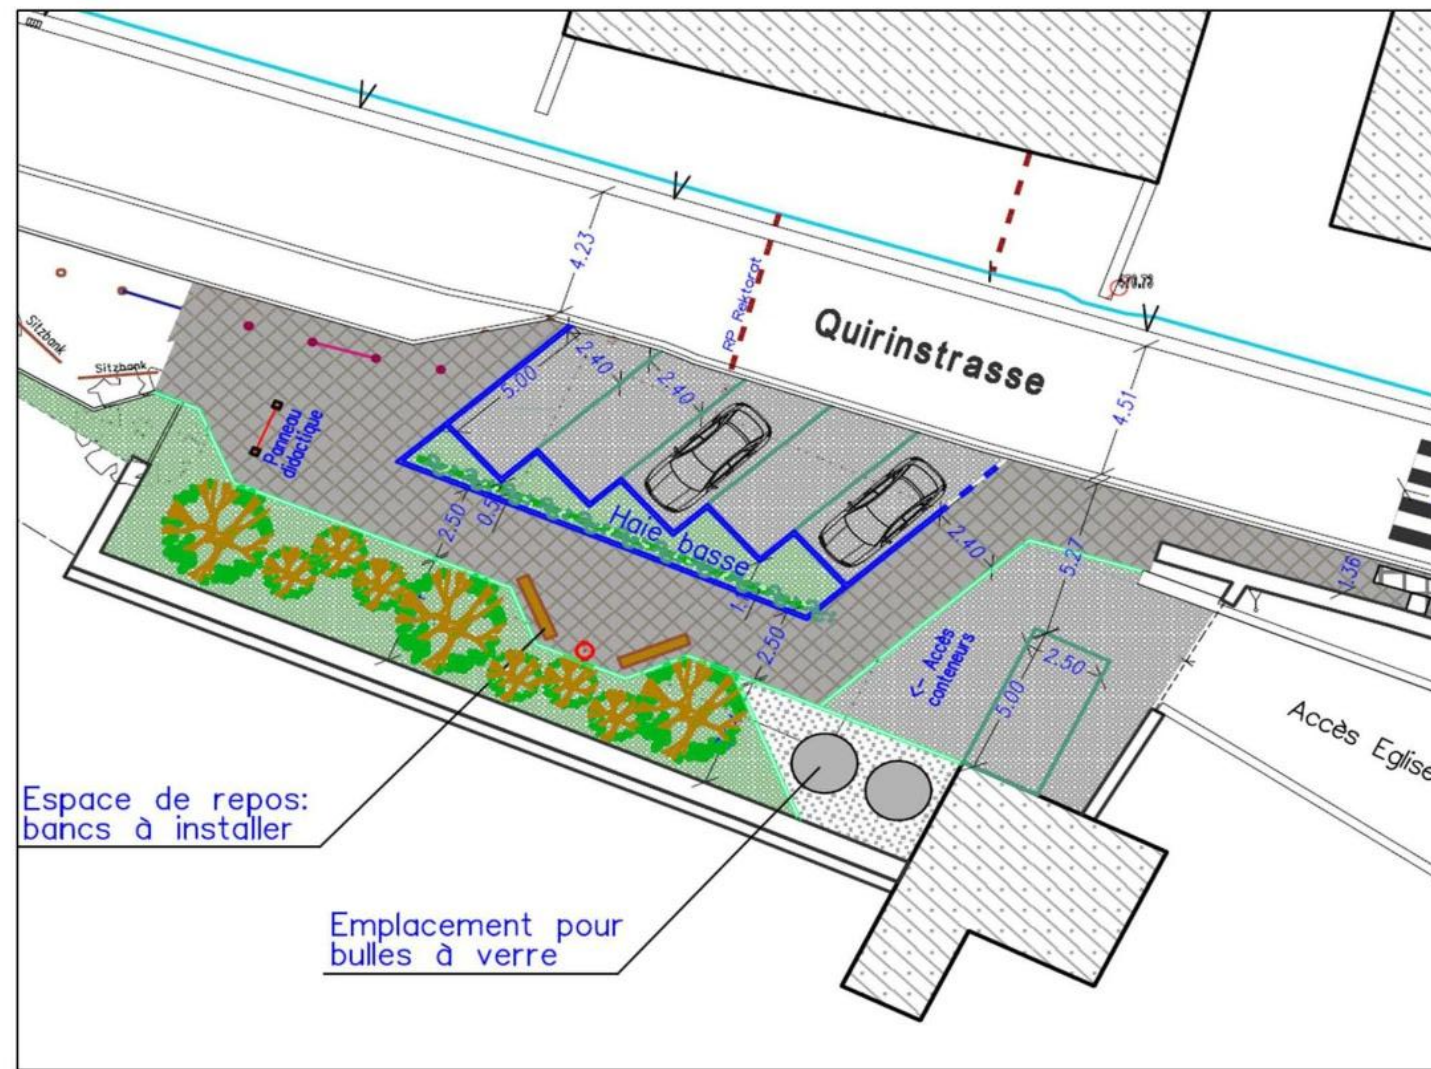 4.23
RP Rektorat
Quirinstrasse
4.51
Sitzbank
Sitzbank
Panneau
didactique
5.00
2.40
2.40
2.50
Haie basse
2.40
5.27
1.36
2.50
<- Accès
conteneurs
2.50
5.00
Accès Eglise
Espace de repos:
bancs à installer
Emplacement pour
bulles à verre